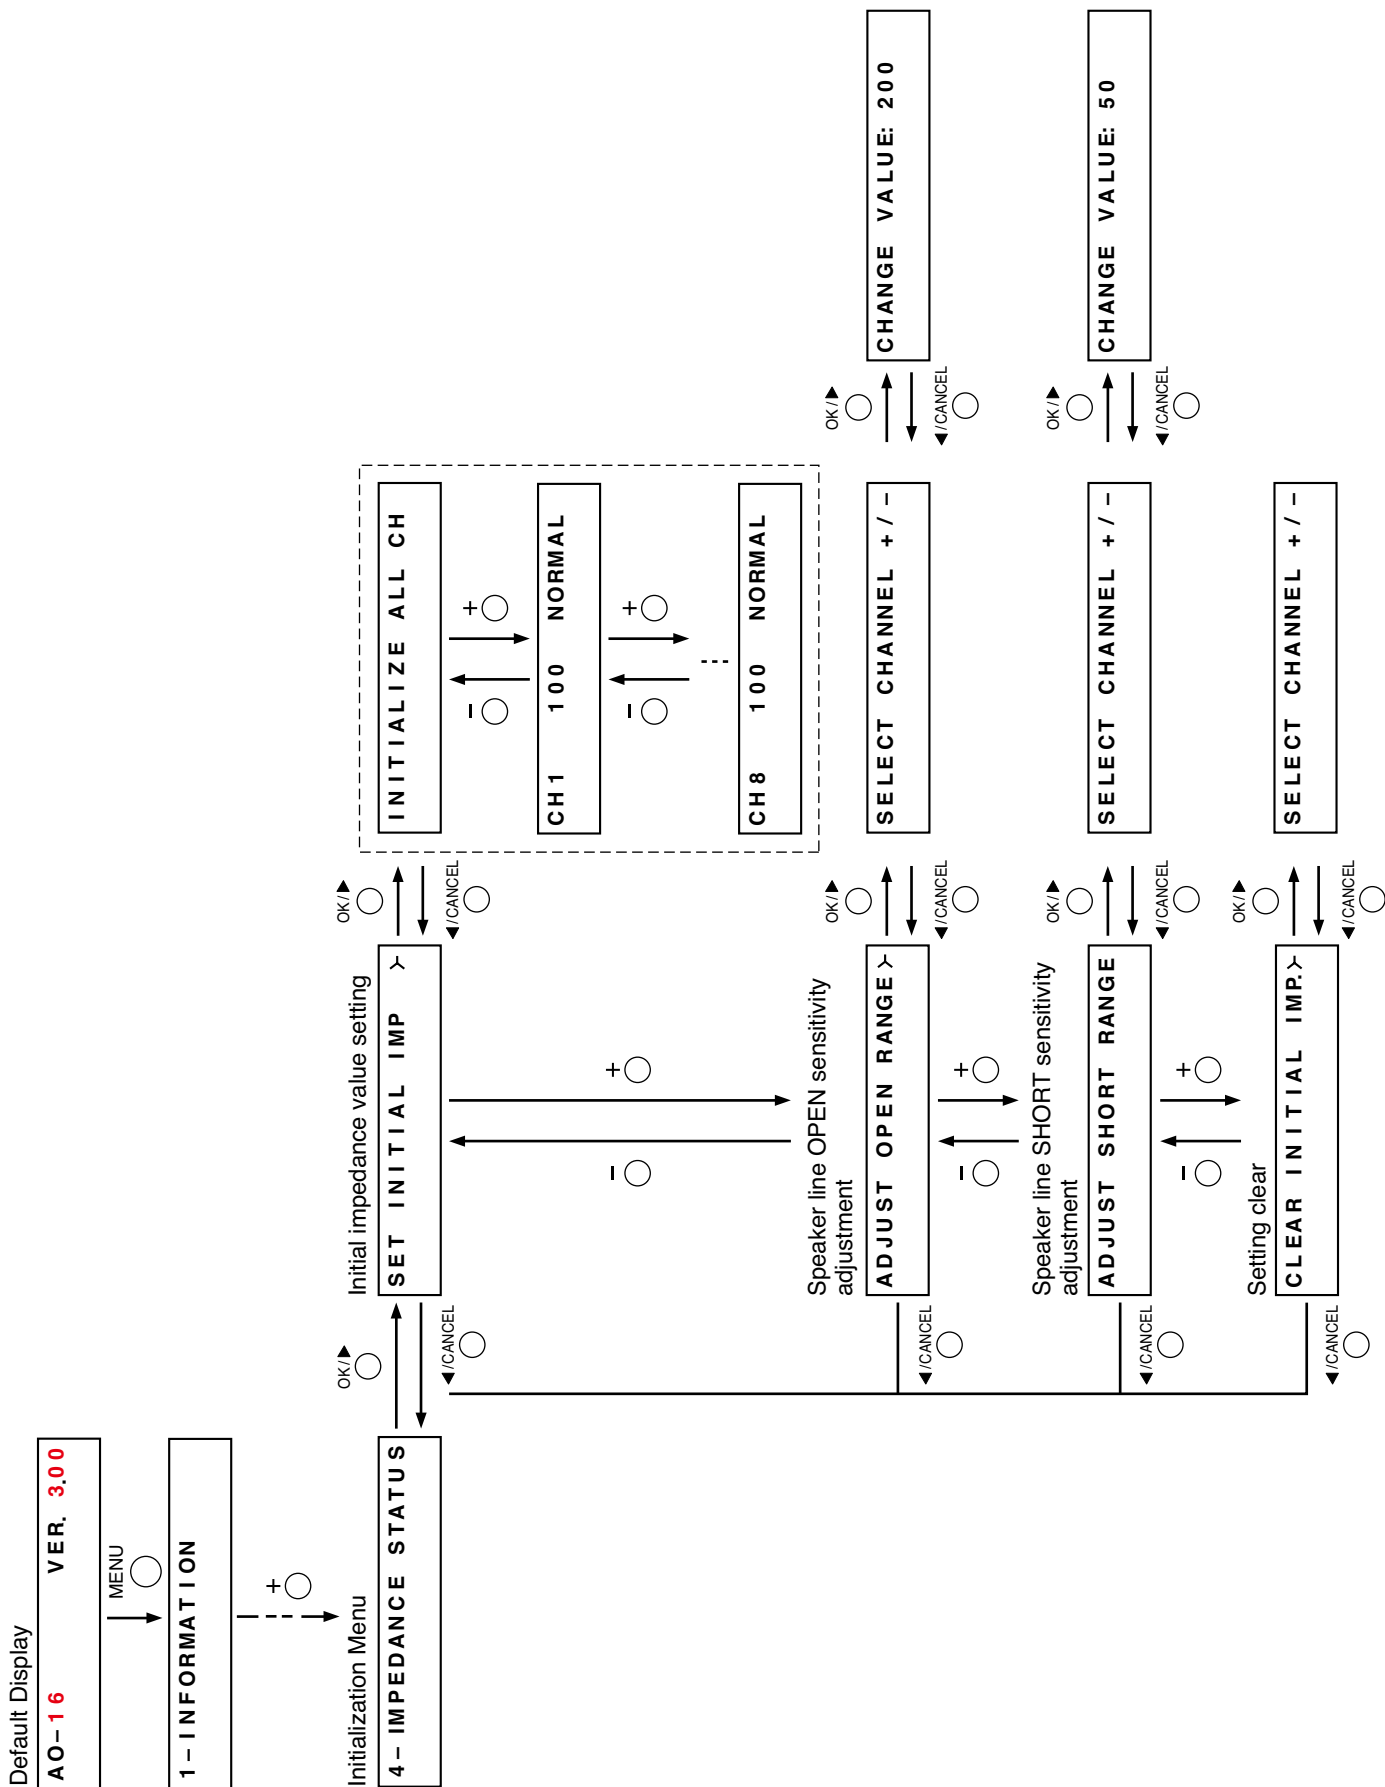 Default Display
AO–16 VER. 3.00
MENU
1–INFORMATION
+
Initialization Menu
4–IMPEDANCE STATUS
OK/▶
◀/CANCEL
Initial impedance value setting
SET INITIAL IMP >
OK/▶
◀/CANCEL
INITIALIZE ALL CH
– +
CH1 100 NORMAL
– +
CH8 100 NORMAL
– +
Speaker line OPEN sensitivity
adjustment
ADJUST OPEN RANGE>
◀/CANCEL
OK/▶
◀/CANCEL
SELECT CHANNEL +/–
OK/▶
◀/CANCEL
CHANGE VALUE: 200
– +
Speaker line SHORT sensitivity
adjustment
ADJUST SHORT RANGE
◀/CANCEL
OK/▶
◀/CANCEL
SELECT CHANNEL +/–
OK/▶
◀/CANCEL
CHANGE VALUE: 50
– +
Setting clear
CLEAR INITIAL IMP.>
◀/CANCEL
OK/▶
◀/CANCEL
SELECT CHANNEL +/–